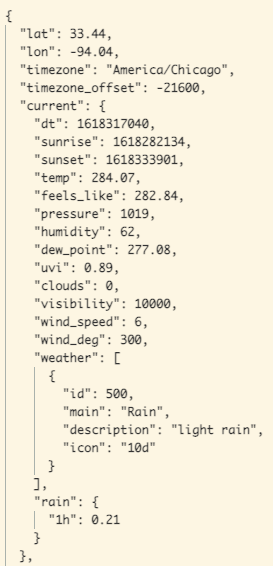 {
  "lat": 33.44,
  "lon": -94.04,
  "timezone": "America/Chicago",
  "timezone_offset": -21600,
  "current": {
    "dt": 1618317040,
    "sunrise": 1618282134,
    "sunset": 1618333901,
    "temp": 284.07,
    "feels_like": 282.84,
    "pressure": 1019,
    "humidity": 62,
    "dew_point": 277.08,
    "uvi": 0.89,
    "clouds": 0,
    "visibility": 10000,
    "wind_speed": 6,
    "wind_deg": 300,
    "weather": [
      {
        "id": 500,
        "main": "Rain",
        "description": "light rain",
        "icon": "10d"
      }
    ],
    "rain": {
      "1h": 0.21
    }
  },